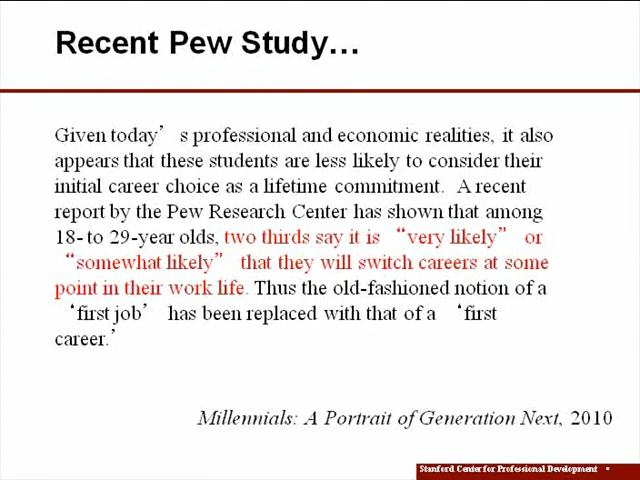 Recent Pew Study…
Given today’s professional and economic realities, it also
appears that these students are less likely to consider their
initial career choice as a lifetime commitment. A recent
report by the Pew Research Center has shown that among
18- to 29-year olds, two thirds say it is “very likely” or
“somewhat likely” that they will switch careers at some
point in their work life. Thus the old-fashioned notion of a
‘first job’ has been replaced with that of a ‘first
career.’
Millennials: A Portrait of Generation Next, 2010
Stanford Center for Professional Development •